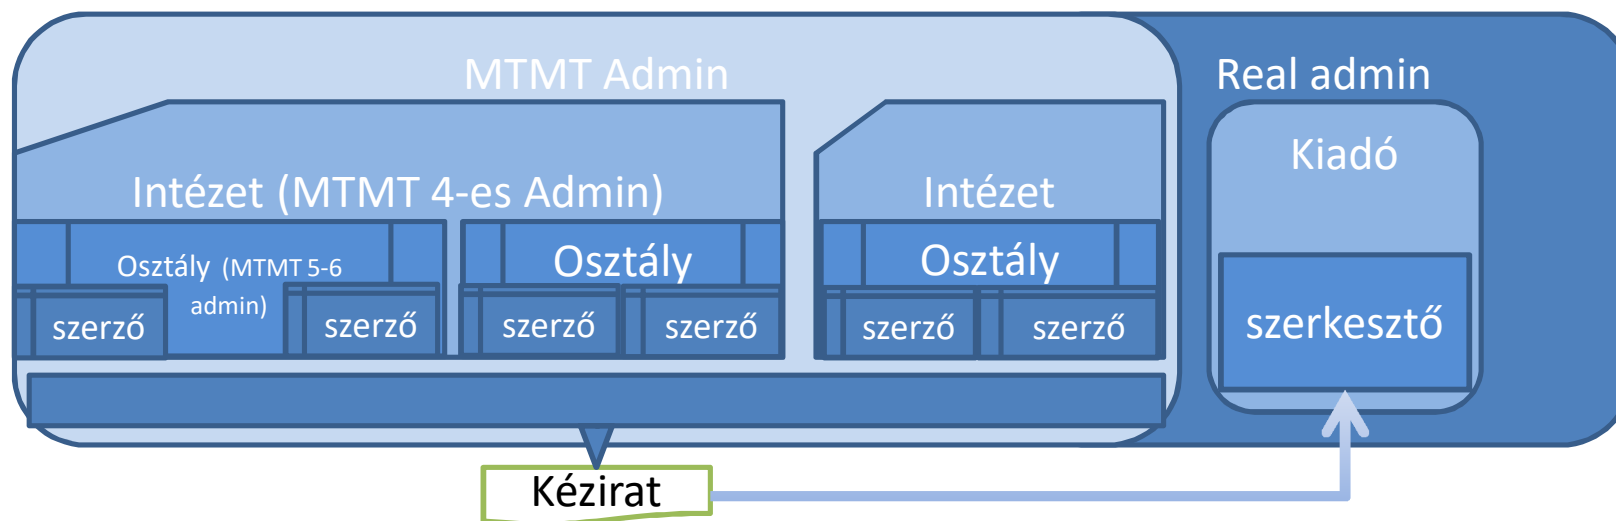 MTMT Admin
Real admin
Intézet (MTMT 4-es Admin)
Intézet
Kiadó
Osztály (MTMT 5-6
admin)
Osztály
Osztály
szerző
szerző
szerző
szerző
szerző
szerző
szerkesztő
Kézirat